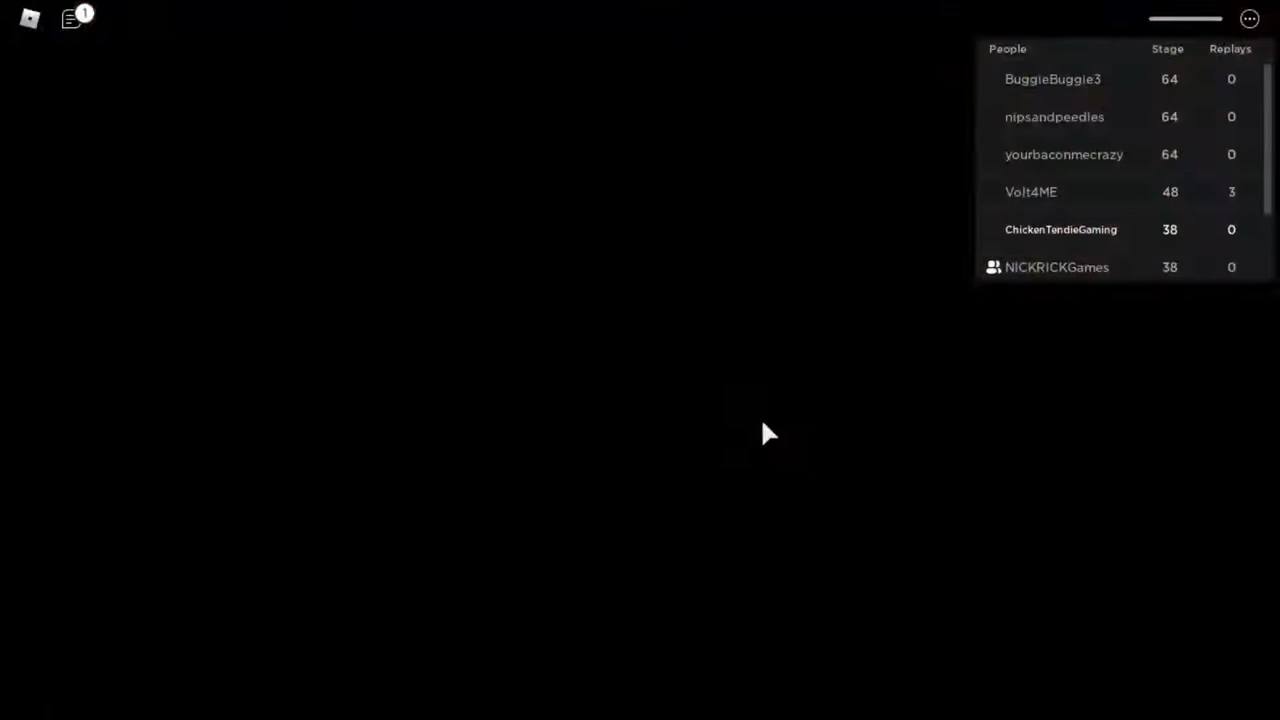 1
People Stage Replays
BuggieBuggie3 64 0
nipsandpeedles 64 0
yourbaconmecrazy 64 0
Volt4ME 48 3
ChickenTendieGaming 38 0
NICKRICKGames 38 0